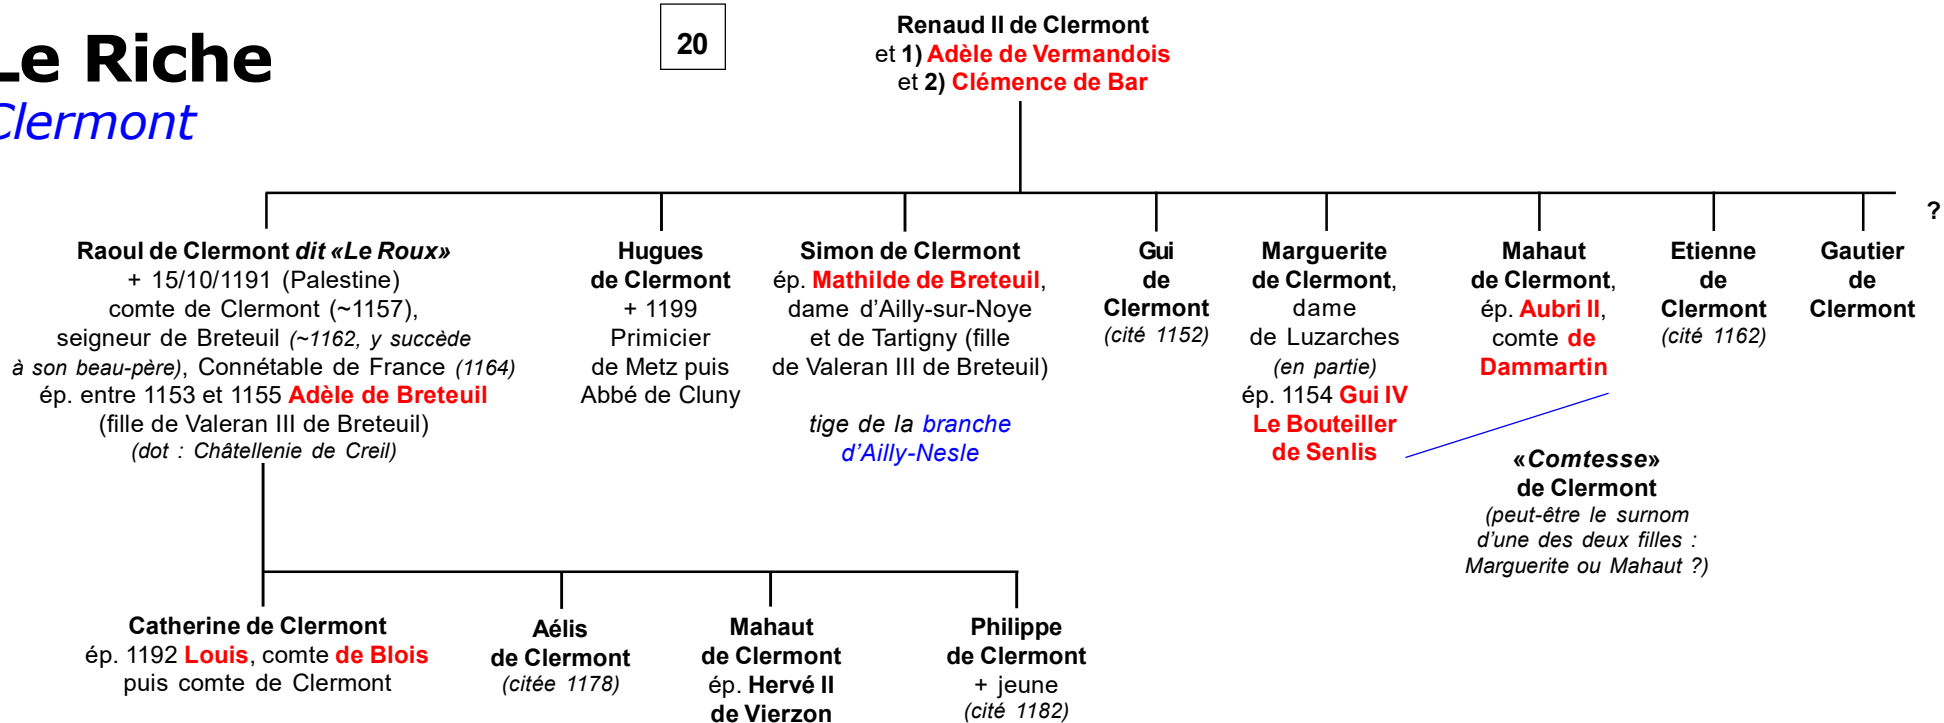 Le Riche
Clermont
20
Renaud II de Clermont
et 1) Adèle de Vermandois
et 2) Clémence de Bar
?
Raoul de Clermont dit «Le Roux»
+ 15/10/1191 (Palestine)
comte de Clermont (~1157),
seigneur de Breteuil (~1162, y succède
à son beau-père), Connétable de France (1164)
ép. entre 1153 et 1155 Adèle de Breteuil
(fille de Valeran III de Breteuil)
(dot : Châtellenie de Creil)
Hugues
de Clermont
+ 1199
Primicier
de Metz puis
Abbé de Cluny
Simon de Clermont
ép. Mathilde de Breteuil,
dame d'Ailly-sur-Noye
et de Tartigny (fille
de Valeran III de Breteuil)
tige de la branche
d'Ailly-Nesle
Gui
de
Clermont
(cité 1152)
Marguerite
de Clermont,
dame
de Luzarches
(en partie)
ép. 1154 Gui IV
Le Bouteiller
de Senlis
Mahaut
de Clermont,
ép. Aubri II,
comte de
Dammartin
Etienne
de
Clermont
(cité 1162)
Gautier
de
Clermont
«Comtesse»
de Clermont
(peut-être le surnom
d'une des deux filles :
Marguerite ou Mahaut ?)
Catherine de Clermont
ép. 1192 Louis, comte de Blois
puis comte de Clermont
Aélis
de Clermont
(citée 1178)
Mahaut
de Clermont
ép. Hervé II
de Vierzon
Philippe
de Clermont
+ jeune
(cité 1182)